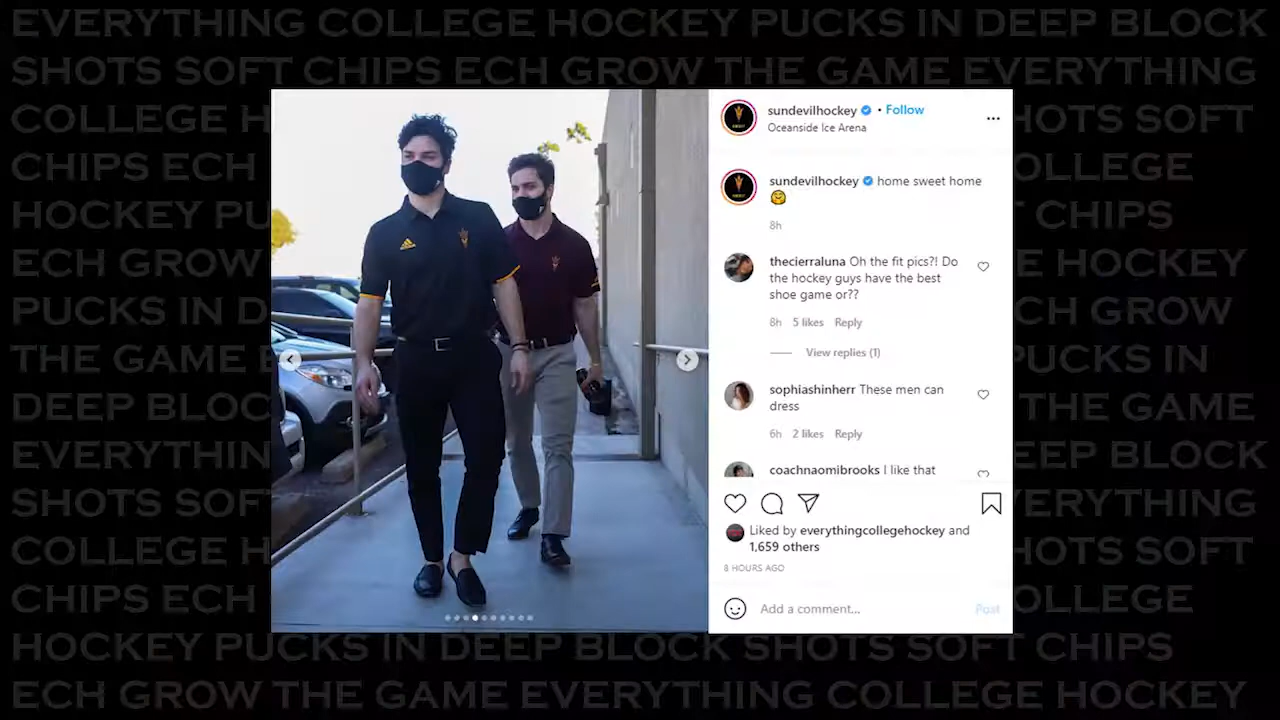 EVERYTHING COLLEGE HOCKEY PUCKS IN DEEP BLOCK
SHOTS SOFT CHIPS ECH GROW THE GAME EVERYTHING
COLLEGE H
SHOTS SOFT
CHIPS ECH
COLLEGE
HOCKEY PU
CHIPS
ECH GROW
E HOCKEY
PUCKS IN D
ECH GROW
THE GAME
PUCKS IN
DEEP BLOC
THE GAME
EVERYTHIN
EEP BLOCK
HOCKEY PU
ERYTHING
COLLEGE H
HOTS SOFT
CHIPS ECH
OLLEGE
HOCKEY PUCKS IN DEEP BLOCK SHOTS SOFT CHIPS
ECH GROW THE GAME EVERYTHING COLLEGE HOCKEY
sundevilhockey • Follow
Oceanside Ice Arena
sundevilhockey home sweet home
🤗
8h
thecierraluna Oh the fit pics?! Do
the hockey guys have the best
shoe game or??
8h 5 likes Reply
View replies (1)
sophiashinherr These men can
dress
6h 2 likes Reply
coachnaomibrooks I like that
Liked by everythingcollegehockey and
1,659 others
8 HOURS AGO
Add a comment...
Post